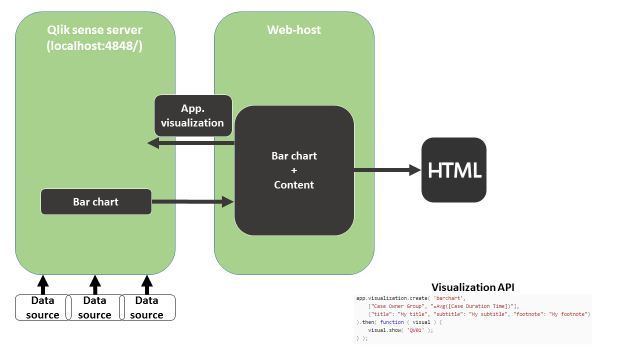 Qlik sense server
(localhost:4848/)
Web-host
App.
visualization
Bar chart
+
Content
HTML
Bar chart
Data
source
Data
source
Data
source
Visualization API
app.visualization.create( 'barchart',
["Case Owner Group", "=Avg([Case Duration Time])"],
{"title": "My title", "subtitle": "My subtitle", "footnote": "My footnote"}
).then( function ( visual ) {
visual.show( 'QV01' );
} );